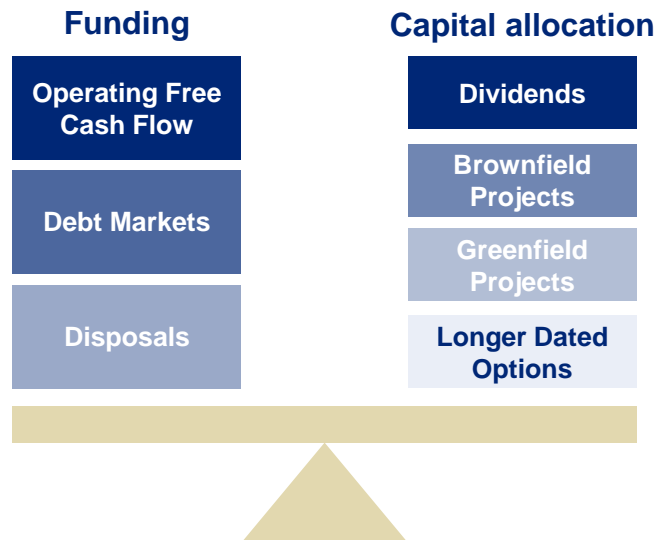 Funding
Operating Free
Cash Flow
Debt Markets
Disposals
Capital allocation
Dividends
Brownfield
Projects
Greenfield
Projects
Longer Dated
Options